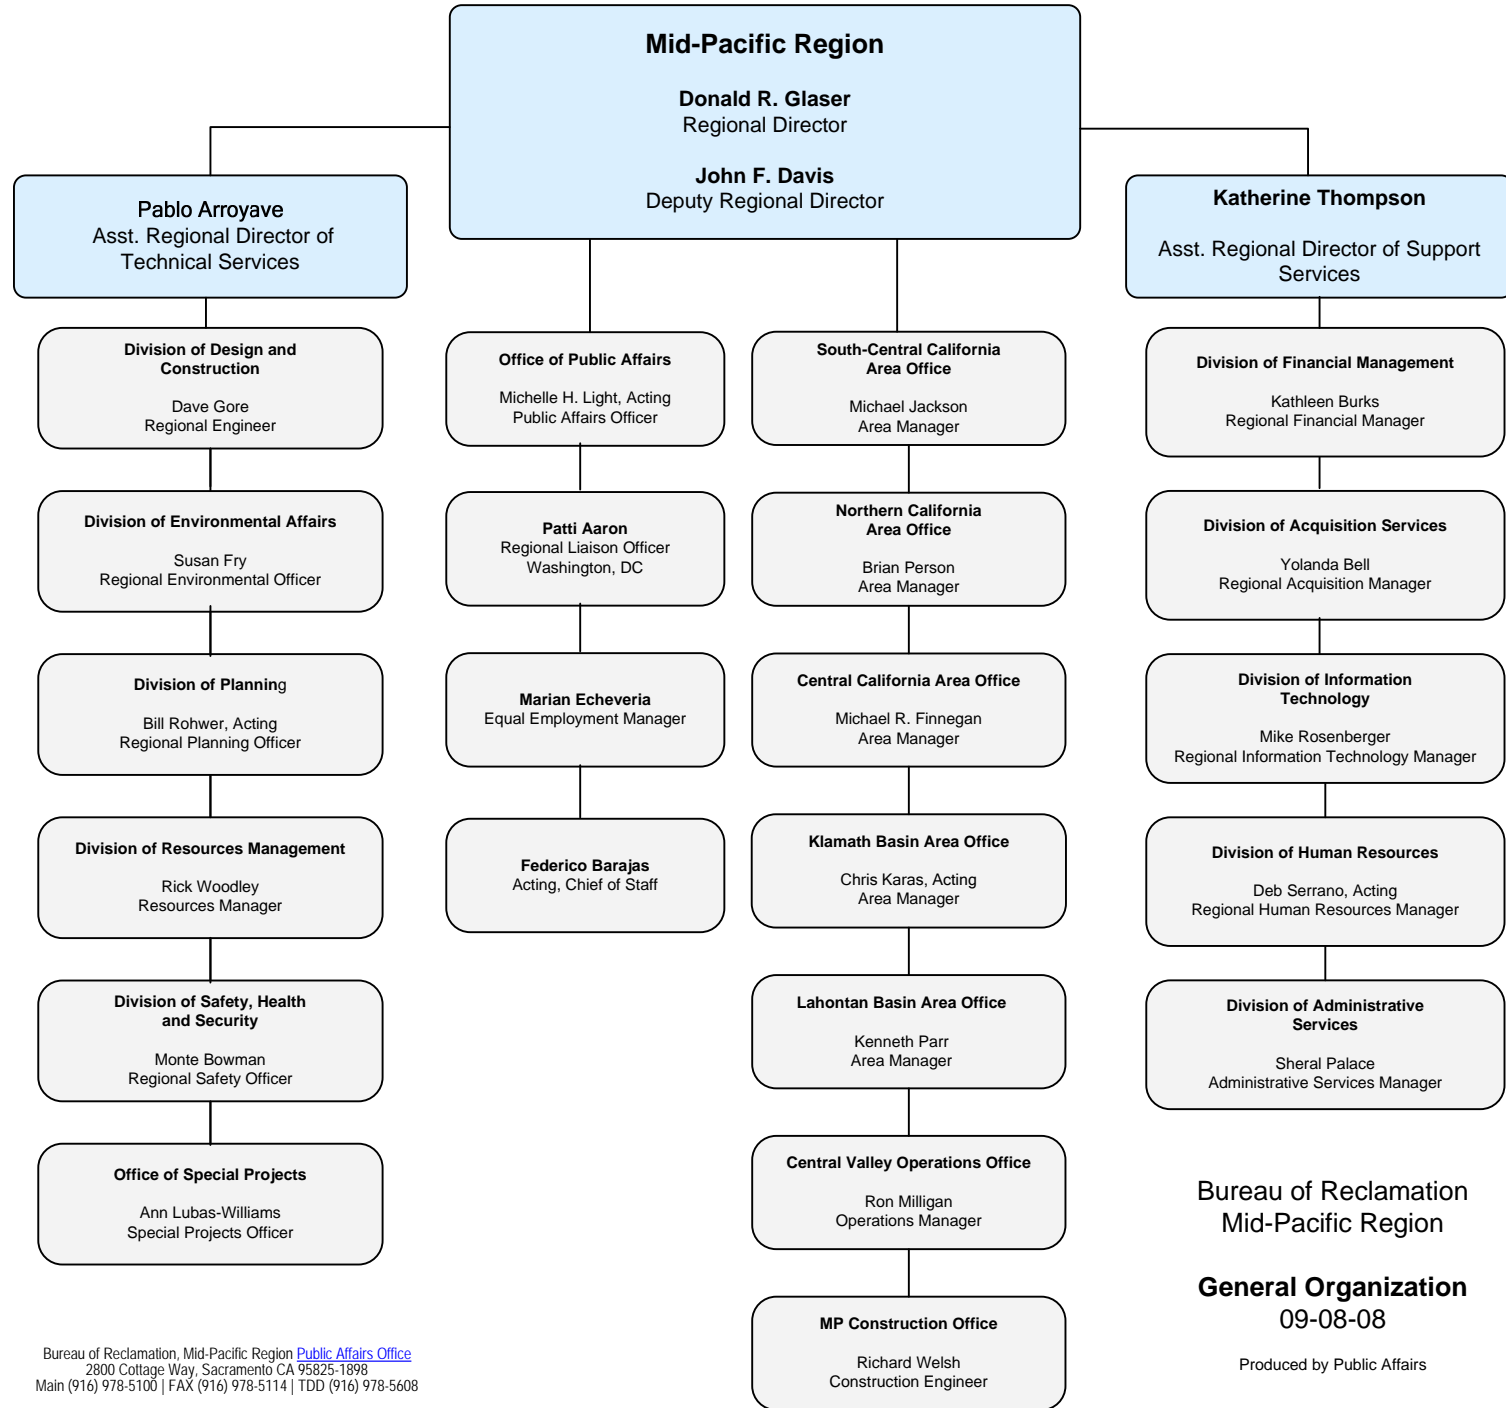 Mid-Pacific Region
Donald R. Glaser
Regional Director
John F. Davis
Deputy Regional Director
Pablo Arroyave
Asst. Regional Director of
Technical Services
Katherine Thompson
Asst. Regional Director of Support
Services
Division of Design and
Construction
Dave Gore
Regional Engineer
Division of Environmental Affairs
Susan Fry
Regional Environmental Officer
Division of Planning
Bill Rohwer, Acting
Regional Planning Officer
Division of Resources Management
Rick Woodley
Resources Manager
Division of Safety, Health
and Security
Monte Bowman
Regional Safety Officer
Office of Special Projects
Ann Lubas-Williams
Special Projects Officer
Office of Public Affairs
Michelle H. Light, Acting
Public Affairs Officer
Patti Aaron
Regional Liaison Officer
Washington, DC
Marian Echeveria
Equal Employment Manager
Federico Barajas
Acting, Chief of Staff
South-Central California
Area Office
Michael Jackson
Area Manager
Northern California
Area Office
Brian Person
Area Manager
Central California Area Office
Michael R. Finnegan
Area Manager
Klamath Basin Area Office
Chris Karas, Acting
Area Manager
Lahontan Basin Area Office
Kenneth Parr
Area Manager
Central Valley Operations Office
Ron Milligan
Operations Manager
MP Construction Office
Richard Welsh
Construction Engineer
Division of Financial Management
Kathleen Burks
Regional Financial Manager
Division of Acquisition Services
Yolanda Bell
Regional Acquisition Manager
Division of Information
Technology
Mike Rosenberger
Regional Information Technology Manager
Division of Human Resources
Deb Serrano, Acting
Regional Human Resources Manager
Division of Administrative
Services
Sheral Palace
Administrative Services Manager
Bureau of Reclamation
Mid-Pacific Region
General Organization
09-08-08
Produced by Public Affairs
Bureau of Reclamation, Mid-Pacific Region Public Affairs Office
2800 Cottage Way, Sacramento CA 95825-1898
Main (916) 978-5100 | FAX (916) 978-5114 | TDD (916) 978-5608